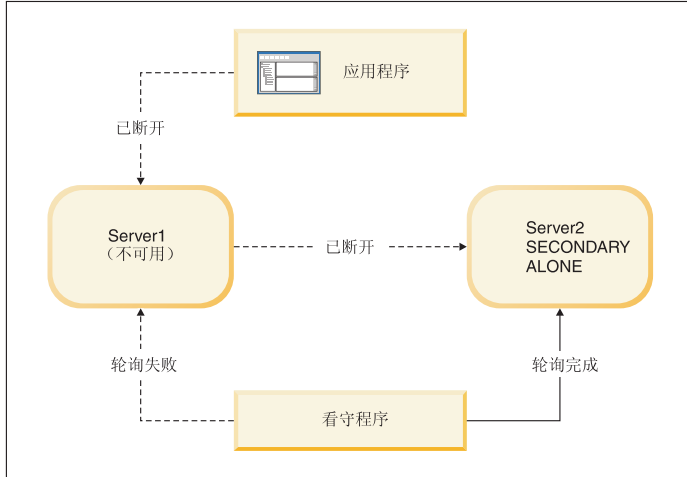 应用程序
已断开
Server1
（不可用）
已断开
Server2
SECONDARY
ALONE
轮询失败
轮询完成
看守程序